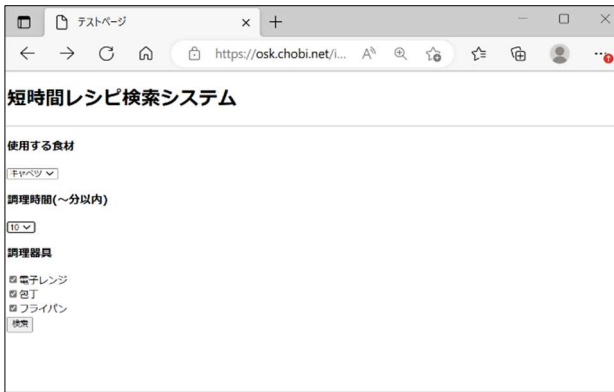 テストページ
https://osk.chobi.net/i...
短時間レシピ検索システム
使用する食材
キャベツ
調理時間(～分以内)
10
調理器具
電子レンジ
包丁
フライパン
検索